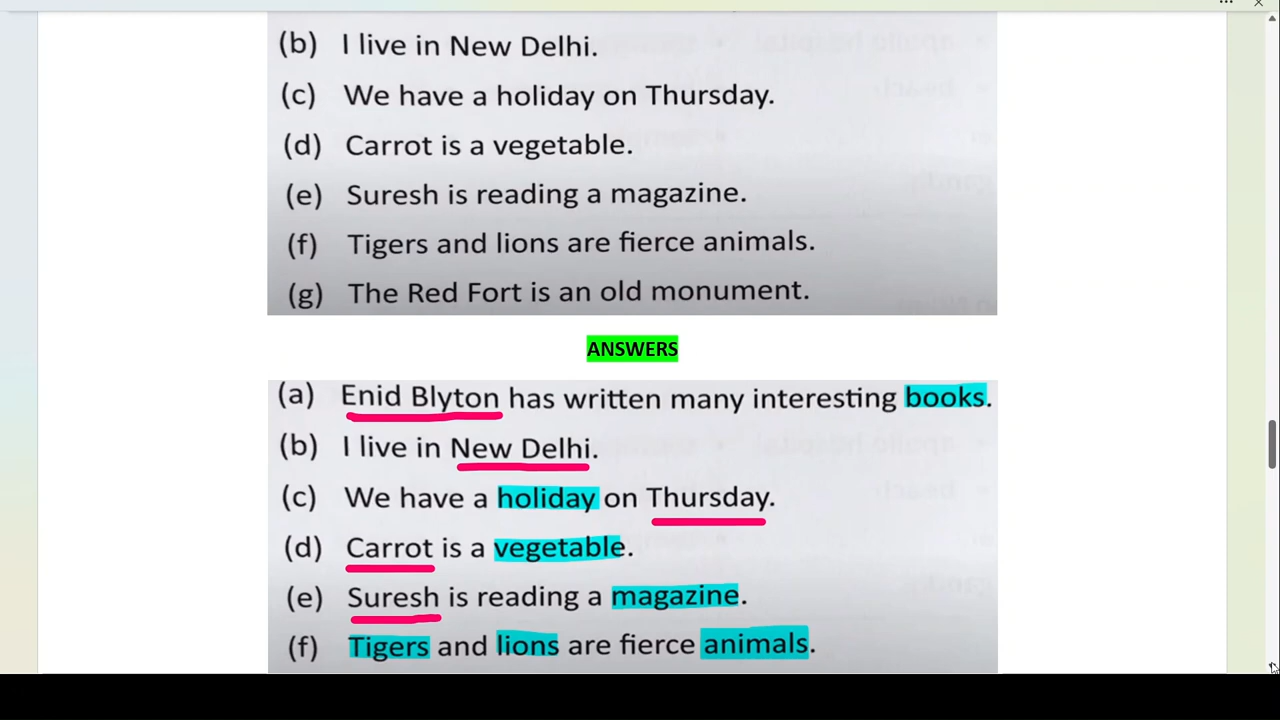 (b) I live in New Delhi.
(c) We have a holiday on Thursday.
(d) Carrot is a vegetable.
(e) Suresh is reading a magazine.
(f) Tigers and lions are fierce animals.
(g) The Red Fort is an old monument.
ANSWERS
(a) Enid Blyton has written many interesting books.
(b) I live in New Delhi.
(c) We have a holiday on Thursday.
(d) Carrot is a vegetable.
(e) Suresh is reading a magazine.
(f) Tigers and lions are fierce animals.